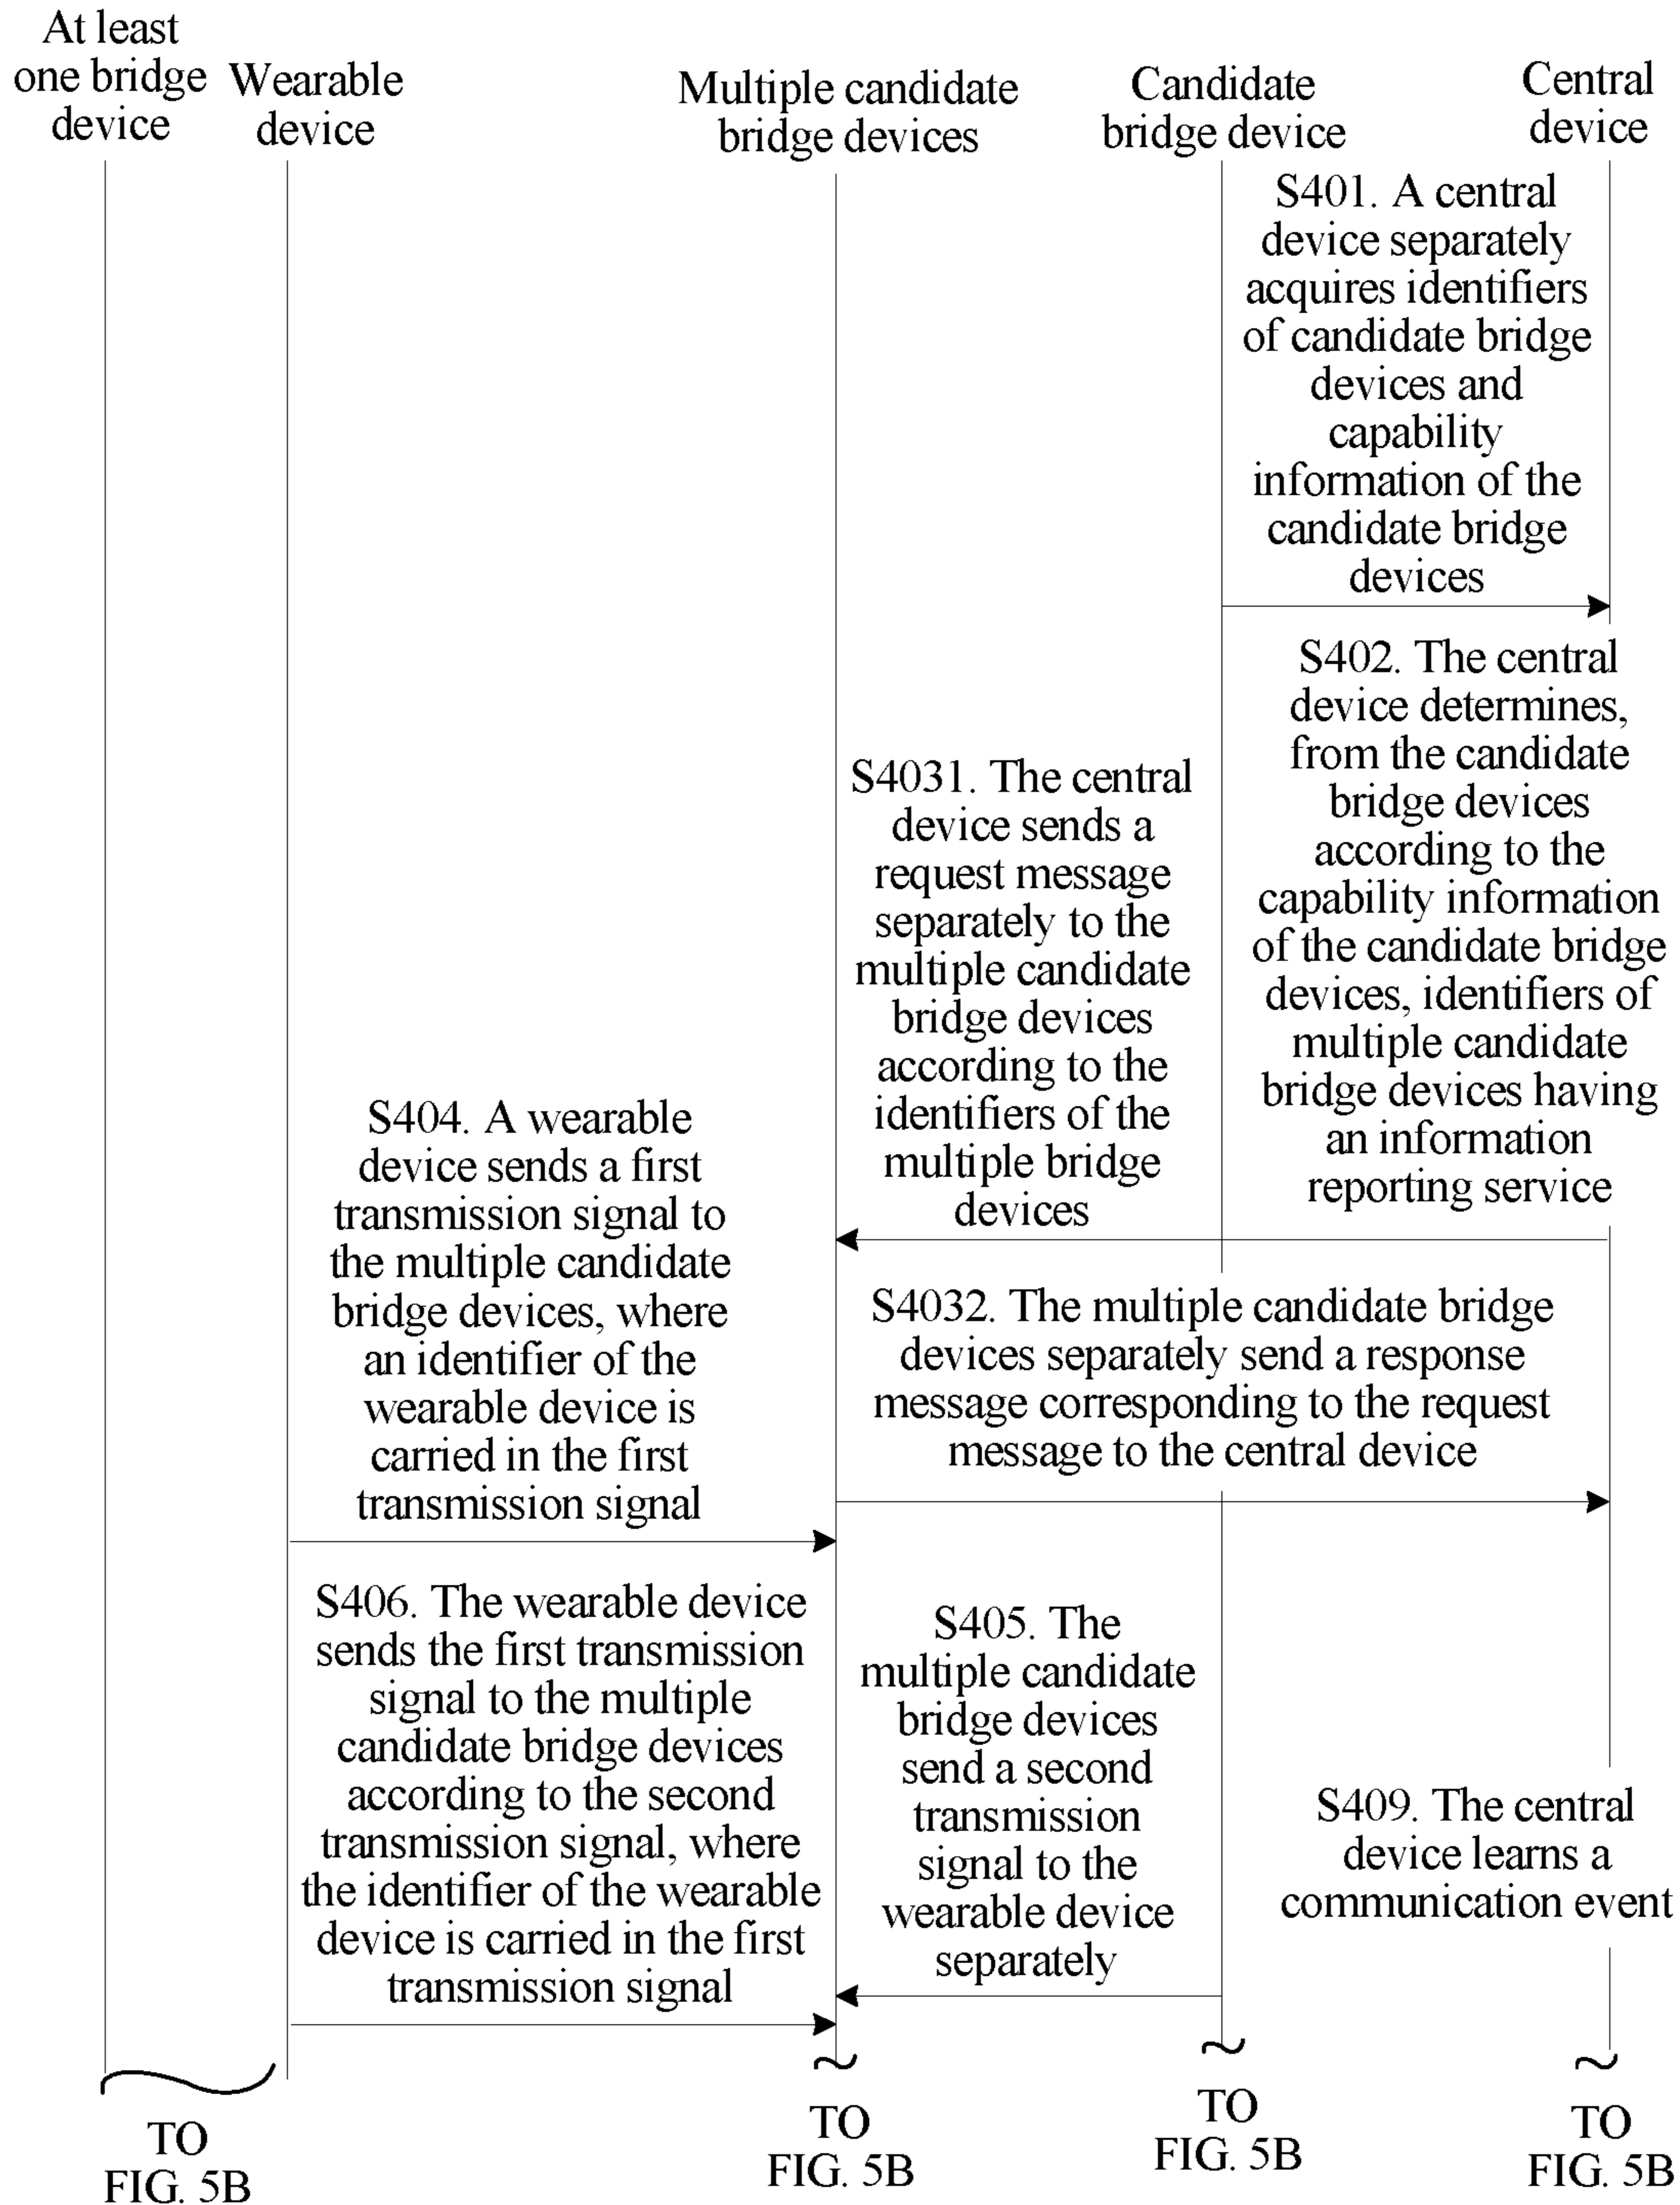 At least
one bridge
device
Wearable
device
Multiple candidate
bridge devices
Candidate
bridge device
Central
device
S401. A central
device separately
acquires identifiers
of candidate bridge
devices and
capability
information of the
candidate bridge
devices
S402. The central
device determines,
from the candidate
bridge devices
according to the
capability information
of the candidate bridge
devices, identifiers of
multiple candidate
bridge devices having
an information
reporting service
S4031. The central
device sends a
request message
separately to the
multiple candidate
bridge devices
according to the
identifiers of the
multiple bridge
devices
S4032. The multiple candidate bridge
devices separately send a response
message corresponding to the request
message to the central device
S404. A wearable
device sends a first
transmission signal to
the multiple candidate
bridge devices, where
an identifier of the
wearable device is
carried in the first
transmission signal
S405. The
multiple candidate
bridge devices
send a second
transmission
signal to the
wearable device
separately
S406. The wearable device
sends the first transmission
signal to the multiple
candidate bridge devices
according to the second
transmission signal, where
the identifier of the wearable
device is carried in the first
transmission signal
S409. The central
device learns a
communication event
TO
FIG. 5B
TO
FIG. 5B
TO
FIG. 5B
TO
FIG. 5B